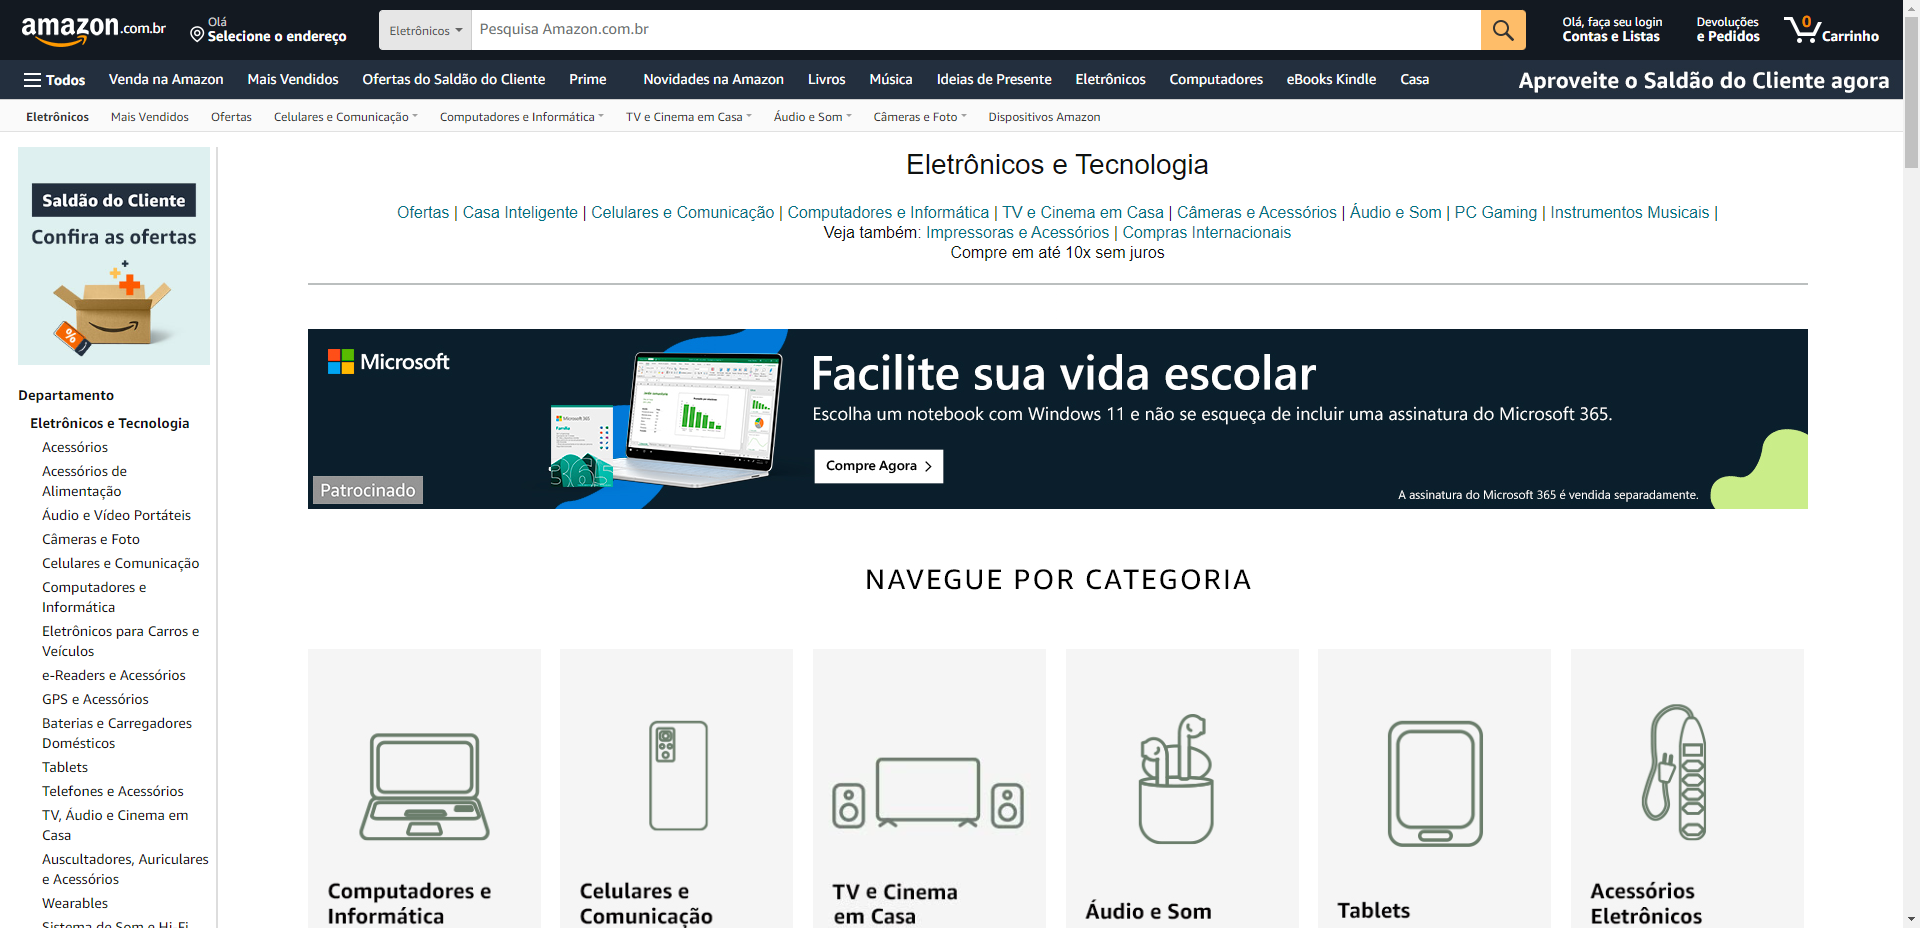 amazon.com.br
Olá
Selecione o endereço
Eletrônicos
Pesquisa Amazon.com.br
Olá, faça seu login
Contas e Listas
Devoluções
e Pedidos
0
Carrinho
Todos
Venda na Amazon
Mais Vendidos
Ofertas do Saldão do Cliente
Prime
Novidades na Amazon
Livros
Música
Ideias de Presente
Eletrônicos
Computadores
eBooks Kindle
Casa
Aproveite o Saldão do Cliente agora
Eletrônicos
Mais Vendidos
Ofertas
Celulares e Comunicação
Computadores e Informática
TV e Cinema em Casa
Áudio e Som
Câmeras e Foto
Dispositivos Amazon
Saldão do Cliente
Confira as ofertas
%
Departamento
Eletrônicos e Tecnologia
Acessórios
Acessórios de
Alimentação
Áudio e Vídeo Portáteis
Câmeras e Foto
Celulares e Comunicação
Computadores e
Informática
Eletrônicos para Carros e
Veículos
e-Readers e Acessórios
GPS e Acessórios
Baterias e Carregadores
Domésticos
Tablets
Telefones e Acessórios
TV, Áudio e Cinema em
Casa
Auscultadores, Auriculares
e Acessórios
Wearables
Sistema de Som e Hi-Fi
Eletrônicos e Tecnologia
Ofertas | Casa Inteligente | Celulares e Comunicação | Computadores e Informática | TV e Cinema em Casa | Câmeras e Acessórios | Áudio e Som | PC Gaming | Instrumentos Musicais |
Veja também: Impressoras e Acessórios | Compras Internacionais
Compre em até 10x sem juros
Microsoft
Microsoft 365
Família
365
Facilite sua vida escolar
Escolha um notebook com Windows 11 e não se esqueça de incluir uma assinatura do Microsoft 365.
Compre Agora
Patrocinado
A assinatura do Microsoft 365 é vendida separadamente.
NAVEGUE POR CATEGORIA
Computadores e
Informática
Celulares e
Comunicação
TV e Cinema
em Casa
Áudio e Som
Tablets
Acessórios
Eletrônicos